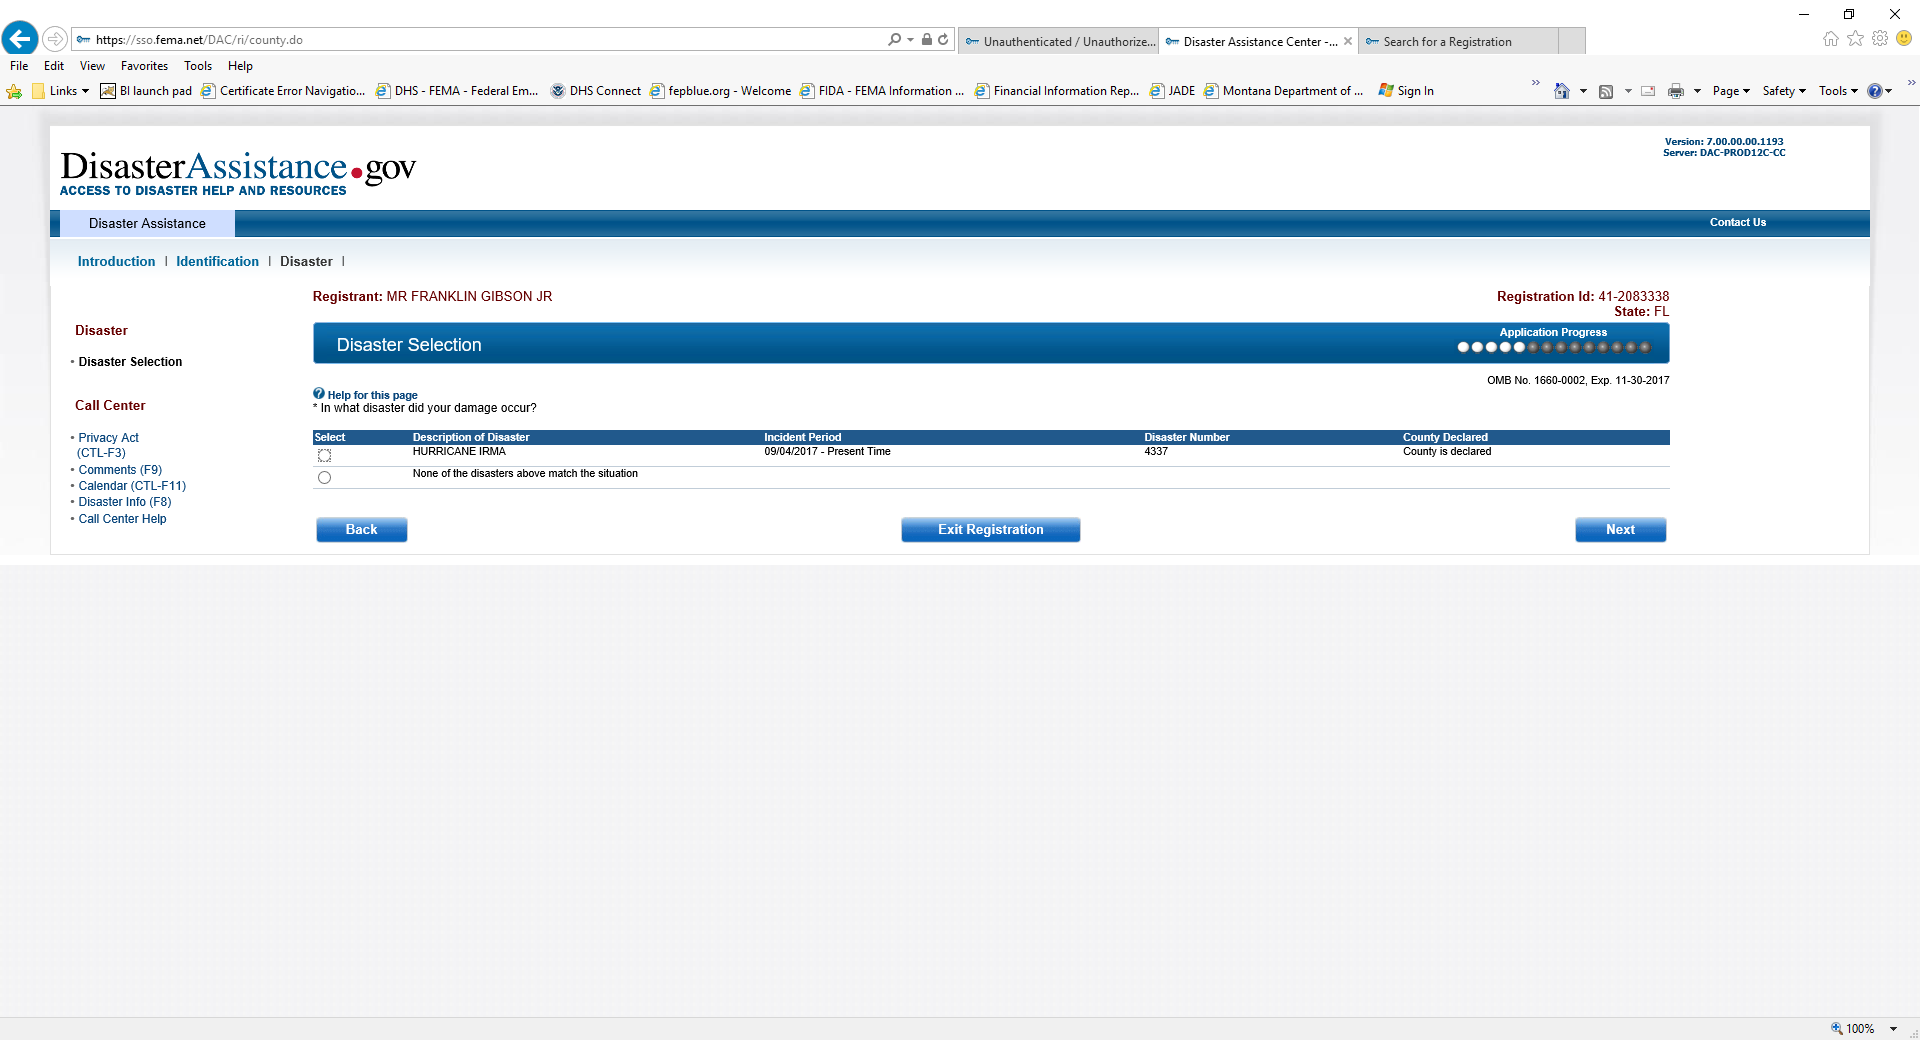 https://sso.fema.net/DAC/ri/county.do
Unauthenticated / Unauthorize...
Disaster Assistance Center -...
Search for a Registration
File Edit View Favorites Tools Help
Links
BI launch pad
Certificate Error Navigatio...
DHS - FEMA - Federal Em...
DHS Connect
fepblue.org - Welcome
FIDA - FEMA Information ...
Financial Information Rep...
JADE
Montana Department of ...
Sign In
Page
Safety
Tools
Version: 7.00.00.00.1193
Server: DAC-PROD12C-CC
DisasterAssistance.gov
ACCESS TO DISASTER HELP AND RESOURCES
Disaster Assistance
Contact Us
Introduction | Identification | Disaster |
Registrant: MR FRANKLIN GIBSON JR
Registration Id: 41-2083338
State: FL
Disaster
• Disaster Selection
Call Center
• Privacy Act
(CTL-F3)
• Comments (F9)
• Calendar (CTL-F11)
• Disaster Info (F8)
• Call Center Help
Disaster Selection
Application Progress
OMB No. 1660-0002, Exp. 11-30-2017
Help for this page
* In what disaster did your damage occur?
Select Description of Disaster Incident Period Disaster Number County Declared
HURRICANE IRMA 09/04/2017 - Present Time 4337 County is declared
None of the disasters above match the situation
Back
Exit Registration
Next
100%